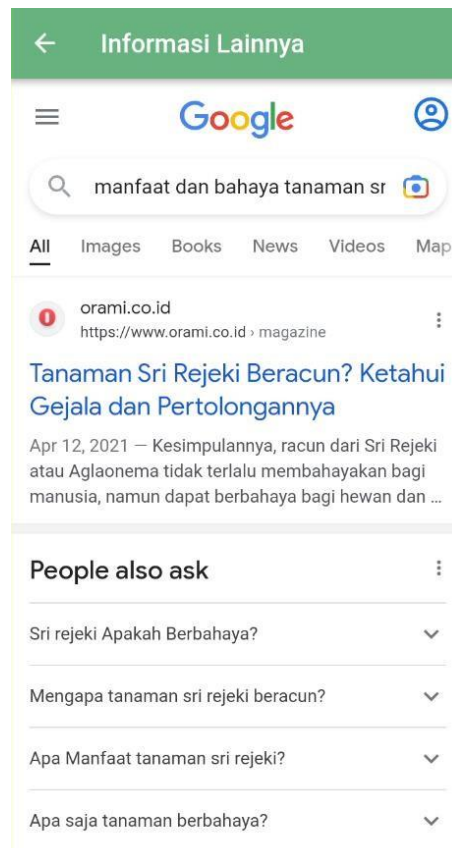 Informasi Lainnya
Google
manfaat dan bahaya tanaman sr
All Images Books News Videos Map
orami.co.id
https://www.orami.co.id › magazine
Tanaman Sri Rejeki Beracun? Ketahui
Gejala dan Pertolongannya
Apr 12, 2021 — Kesimpulannya, racun dari Sri Rejeki
atau Aglaonema tidak terlalu membahayakan bagi
manusia, namun dapat berbahaya bagi hewan dan ...
People also ask
Sri rejeki Apakah Berbahaya?
Mengapa tanaman sri rejeki beracun?
Apa Manfaat tanaman sri rejeki?
Apa saja tanaman berbahaya?